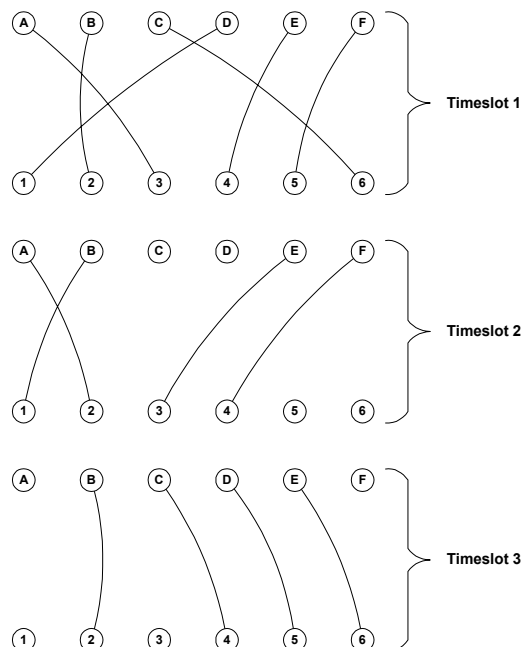 A B C D E F
Timeslot 1
1 2 3 4 5 6
A B C D E F
Timeslot 2
1 2 3 4 5 6
A B C D E F
Timeslot 3
1 2 3 4 5 6